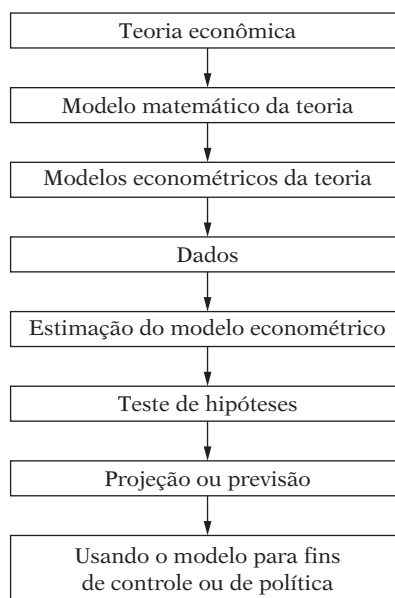 Teoria econômica
Modelo matemático da teoria
Modelos econométricos da teoria
Dados
Estimação do modelo econométrico
Teste de hipóteses
Projeção ou previsão
Usando o modelo para fins
de controle ou de política